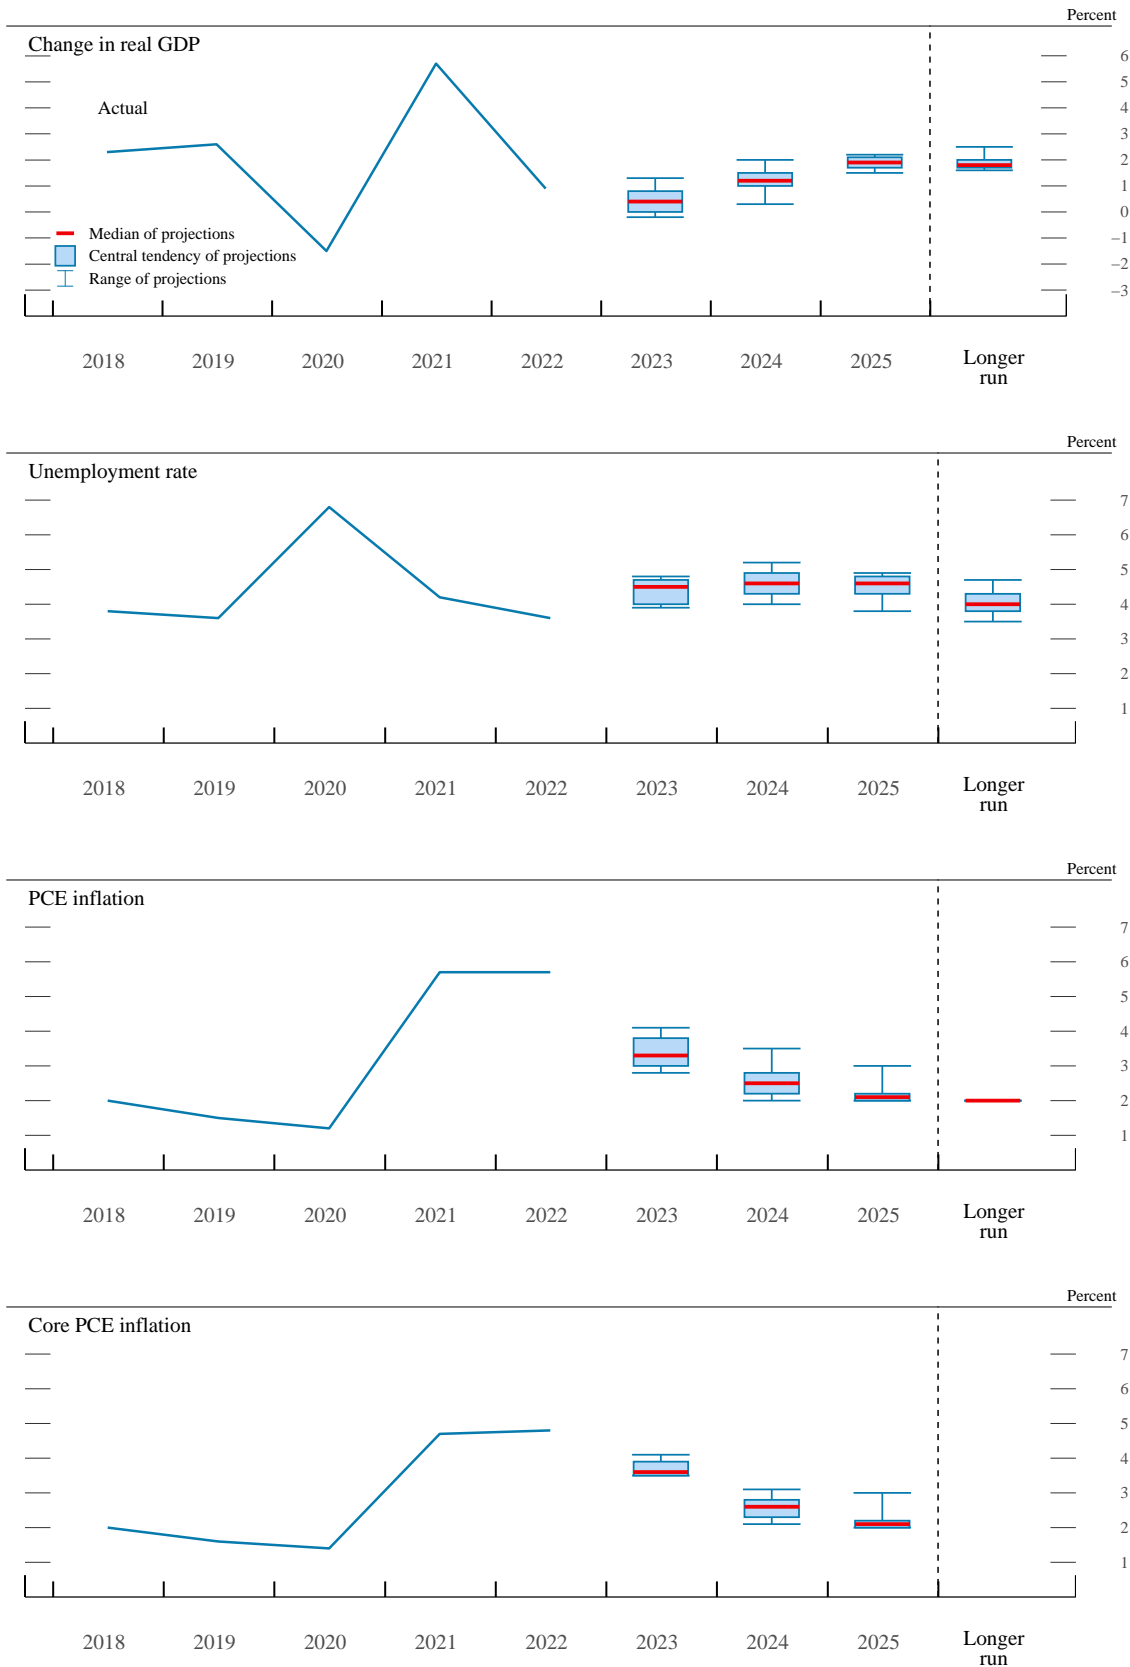 Percent
Change in real GDP
6
5
Actual
4
3
2
1
0
Median of projections
−1
Central tendency of projections
−2
Range of projections
−3
2018 2019 2020 2021 2022 2023 2024 2025 Longer
run
Percent
Unemployment rate
7
6
5
4
3
2
1
2018 2019 2020 2021 2022 2023 2024 2025 Longer
run
Percent
PCE inflation
7
6
5
4
3
2
1
2018 2019 2020 2021 2022 2023 2024 2025 Longer
run
Percent
Core PCE inflation
7
6
5
4
3
2
1
2018 2019 2020 2021 2022 2023 2024 2025 Longer
run